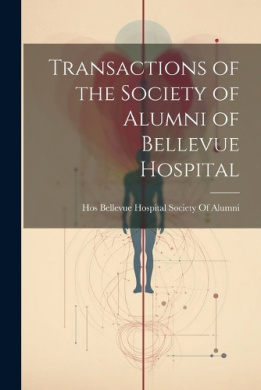 Transactions of
the Society of
Alumni of
Bellevue
Hospital
Hos Bellevue Hospital Society Of Alumni